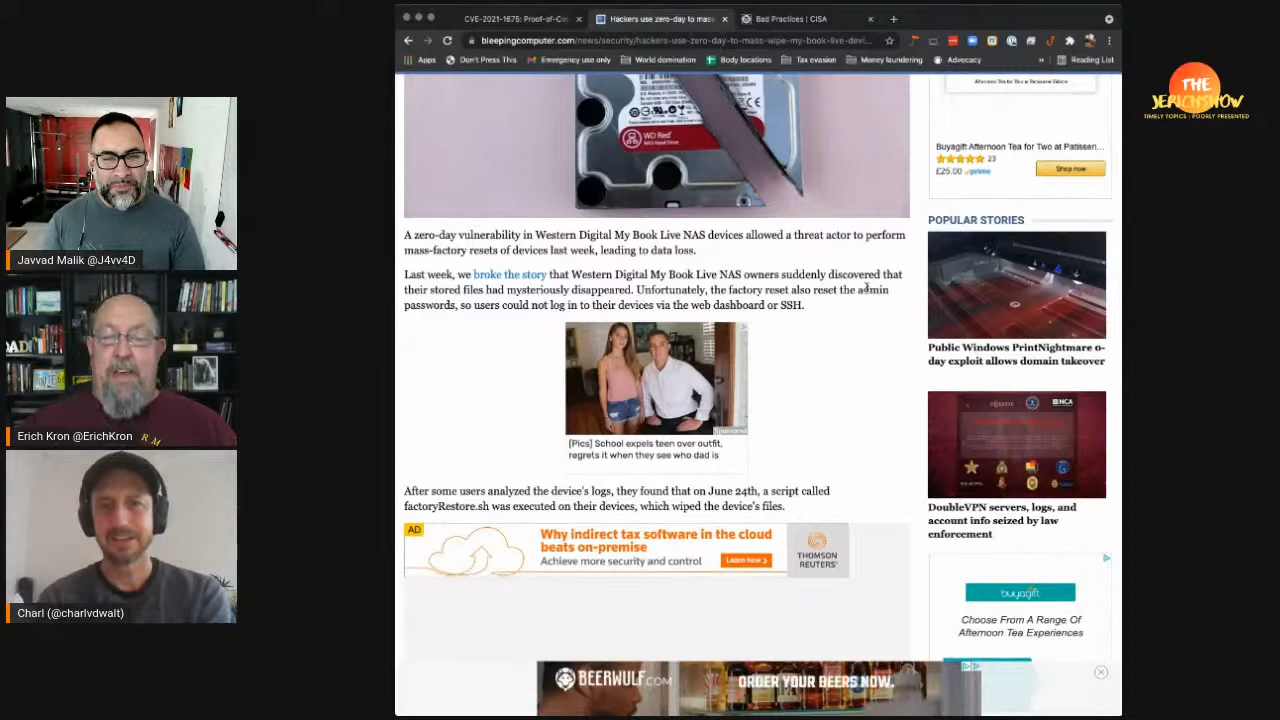 CVE-2021-1675: Proof-of-Co
Hackers use zero-day to mass
Bad Practices | CISA
bleepingcomputer.com/news/security/hackers-use-zero-day-to-mass-wipe-my-book-live-devi...
Apps
Don't Press This
Emergency use only
World domination
Body locations
Tax evasion
Money laundering
Advocacy
Reading List
THE
JERICHSHOW
TIMELY TOPICS : POORLY PRESENTED
Javvad Malik @J4vv4D
Erich Kron @ErichKron
R M
Charl (@charlvdwalt)
WD Red
A zero-day vulnerability in Western Digital My Book Live NAS devices allowed a threat actor to perform
mass-factory resets of devices last week, leading to data loss.
Last week, we broke the story that Western Digital My Book Live NAS owners suddenly discovered that
their stored files had mysteriously disappeared. Unfortunately, the factory reset also reset the admin
passwords, so users could not log in to their devices via the web dashboard or SSH.
Sponsored
[Pics] School expels teen over outfit,
regrets it when they see who dad is
After some users analyzed the device's logs, they found that on June 24th, a script called
factoryRestore.sh was executed on their devices, which wiped the device's files.
AD
Why indirect tax software in the cloud
beats on-premise
Achieve more security and control
Learn now >
THOMSON
REUTERS
BEERWULF.COM
ORDER YOUR BEERS NOW.
Afternoon Tea for Two at Patisserie Valerie
Buyagift Afternoon Tea for Two at Patisseri...
23
£25.00 prime
Shop now
POPULAR STORIES
Public Windows PrintNightmare 0-
day exploit allows domain takeover
NCA
DoubleVPN servers, logs, and
account info seized by law
enforcement
buyagift
Choose From A Range Of
Afternoon Tea Experiences